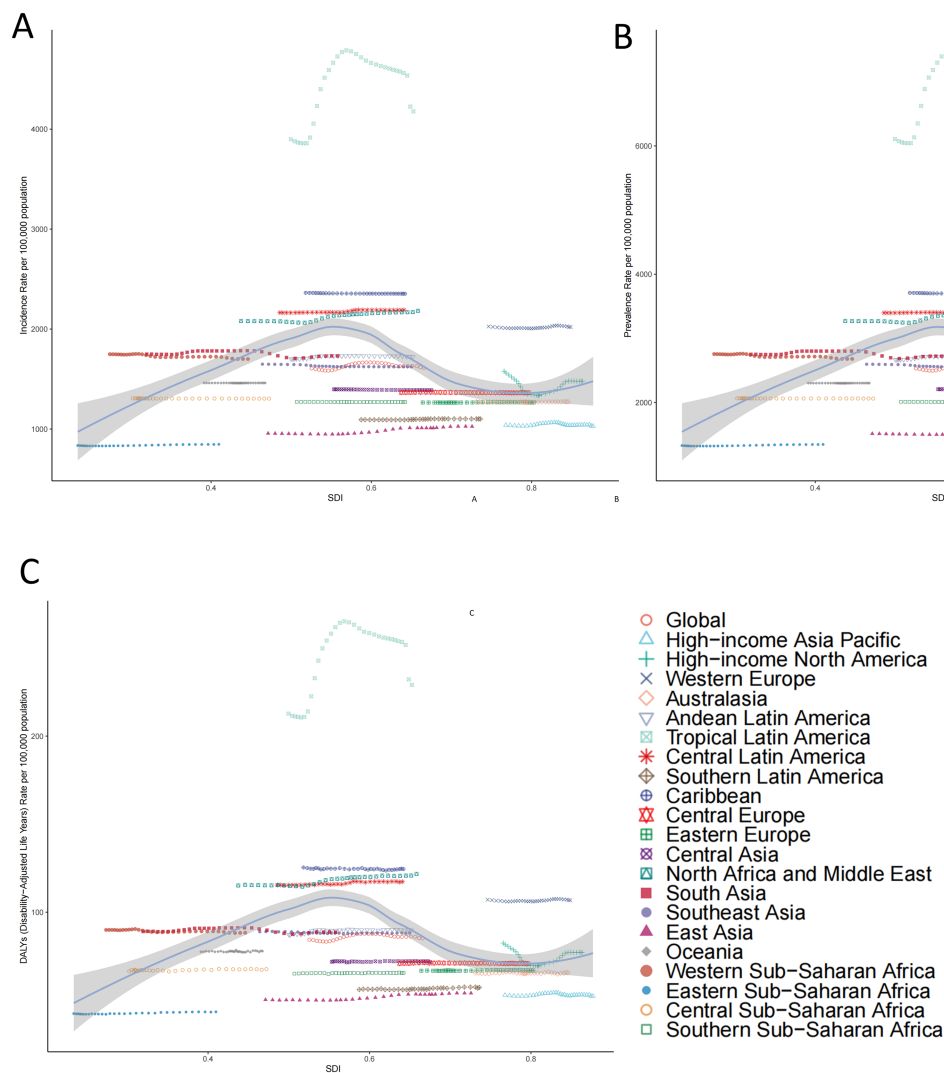 A
B
Incidence Rate per 100,000 population
4000
3000
2000
1000
0.4
0.6
0.8
SDI
A
B
Prevalence Rate per 100,000 population
6000
4000
2000
0.4
SD
C
C
DALYs (Disability−Adjusted Life Years) Rate per 100,000 population
200
100
0.4
0.6
0.8
SDI
Global
High−income Asia Pacific
High−income North America
Western Europe
Australasia
Andean Latin America
Tropical Latin America
Central Latin America
Southern Latin America
Caribbean
Central Europe
Eastern Europe
Central Asia
North Africa and Middle East
South Asia
Southeast Asia
East Asia
Oceania
Western Sub−Saharan Africa
Eastern Sub−Saharan Africa
Central Sub−Saharan Africa
Southern Sub−Saharan Africa